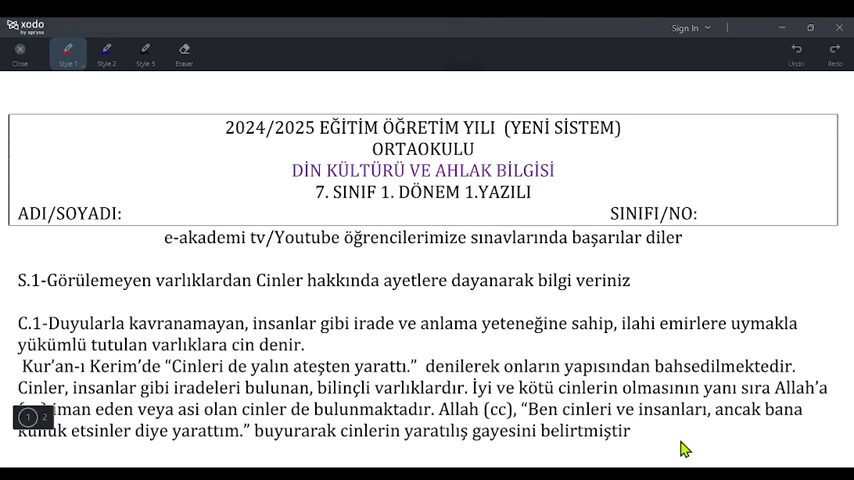 xodo
by apryse
Sign In
Close
Style 1
Style 2
Style 3
Eraser
Undo
Redo
2024/2025 EĞİTİM ÖĞRETİM YILI (YENİ SİSTEM)
ORTAOKULU
DİN KÜLTÜRÜ VE AHLAK BİLGİSİ
7. SINIF 1. DÖNEM 1.YAZILI
ADI/SOYADI: SINIFI/NO:
e-akademi tv/Youtube öğrencilerimize sınavlarında başarılar diler
S.1-Görülemeyen varlıklardan Cinler hakkında ayetlere dayanarak bilgi veriniz
C.1-Duyularla kavranamayan, insanlar gibi irade ve anlama yeteneğine sahip, ilahi emirlere uymakla
yükümlü tutulan varlıklara cin denir.
Kur'an-ı Kerim'de “Cinleri de yalın ateşten yarattı.” denilerek onların yapısından bahsedilmektedir.
Cinler, insanlar gibi iradeleri bulunan, bilinçli varlıklardır. İyi ve kötü cinlerin olmasının yanı sıra Allah'a
iman eden veya asi olan cinler de bulunmaktadır. Allah (cc), “Ben cinleri ve insanları, ancak bana
kulluk etsinler diye yarattım.” buyurarak cinlerin yaratılış gayesini belirtmiştir
1 2